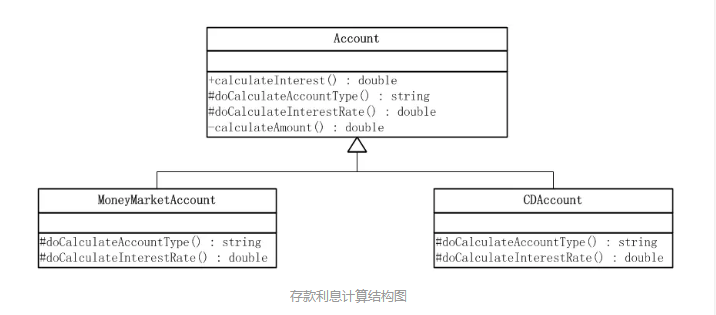 Account
+calculateInterest() : double
#doCalculateAccountType() : string
#doCalculateInterestRate() : double
-calculateAmount() : double
MoneyMarketAccount
#doCalculateAccountType() : string
#doCalculateInterestRate() : double
CDAccount
#doCalculateAccountType() : string
#doCalculateInterestRate() : double
存款利息计算结构图